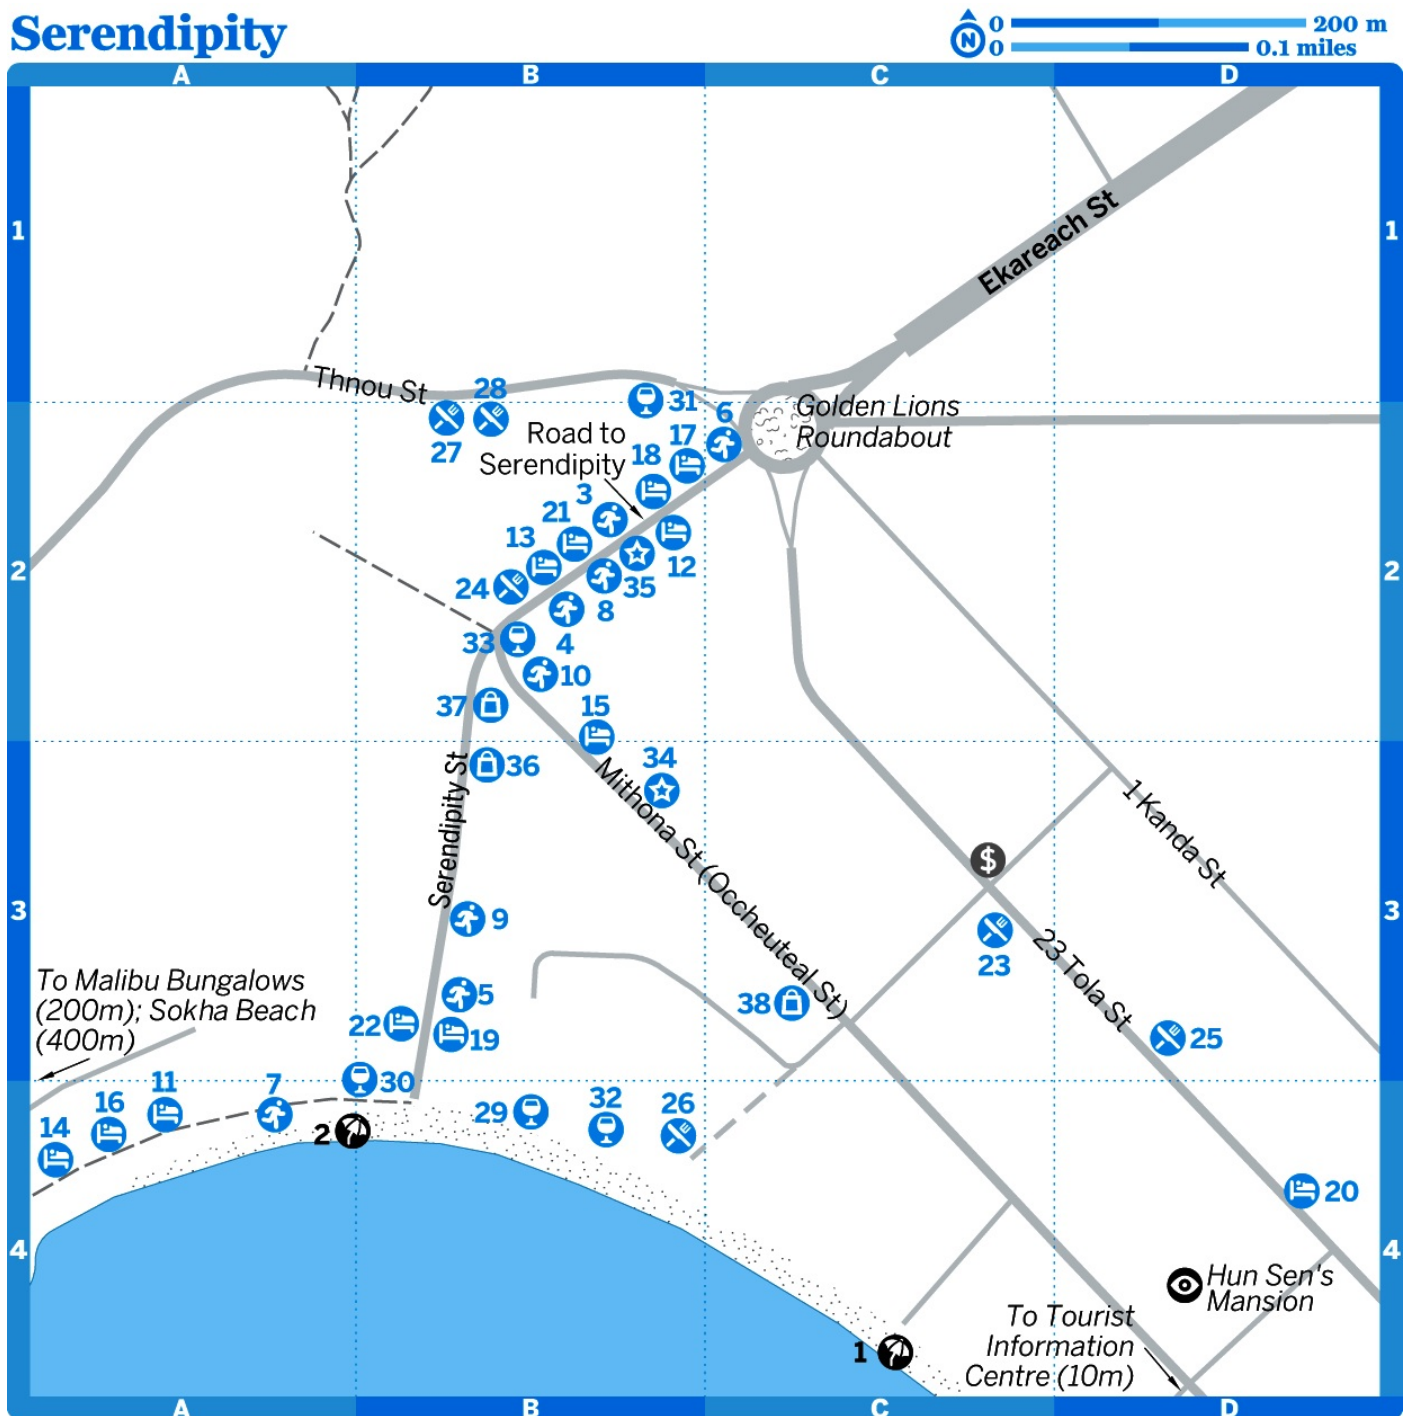 Serendipity
0 200 m
N
0 0.1 miles
A B C D
1 1
Ekareach St
Thnou St
28
31
6
Golden Lions
Roundabout
27
Road to
Serendipity
17
18
3
21
13
12
2 2
24
35
8
33
4
10
37
15
36
34
Serendipity St
Mithona St (Occheuteal St)
1 Kanda St
$
3 3
9
23
23 Tola St
To Malibu Bungalows
(200m); Sokha Beach
(400m)
5
38
22
19
25
30
11
7
16
29
32
26
14
2
20
4 4
Hun Sen's
Mansion
To Tourist
Information
Centre (10m)
1
A B C D